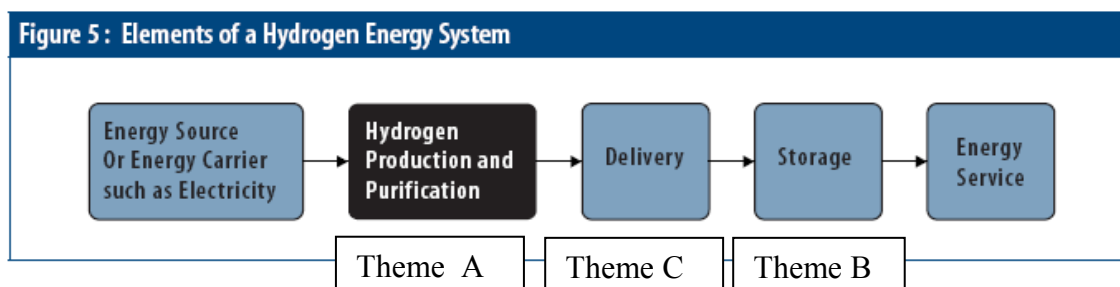 Figure 5 : Elements of a Hydrogen Energy System
Energy Source
Or Energy Carrier
such as Electricity
Hydrogen
Production and
Purification
Delivery
Storage
Energy
Service
Theme A
Theme C
Theme B